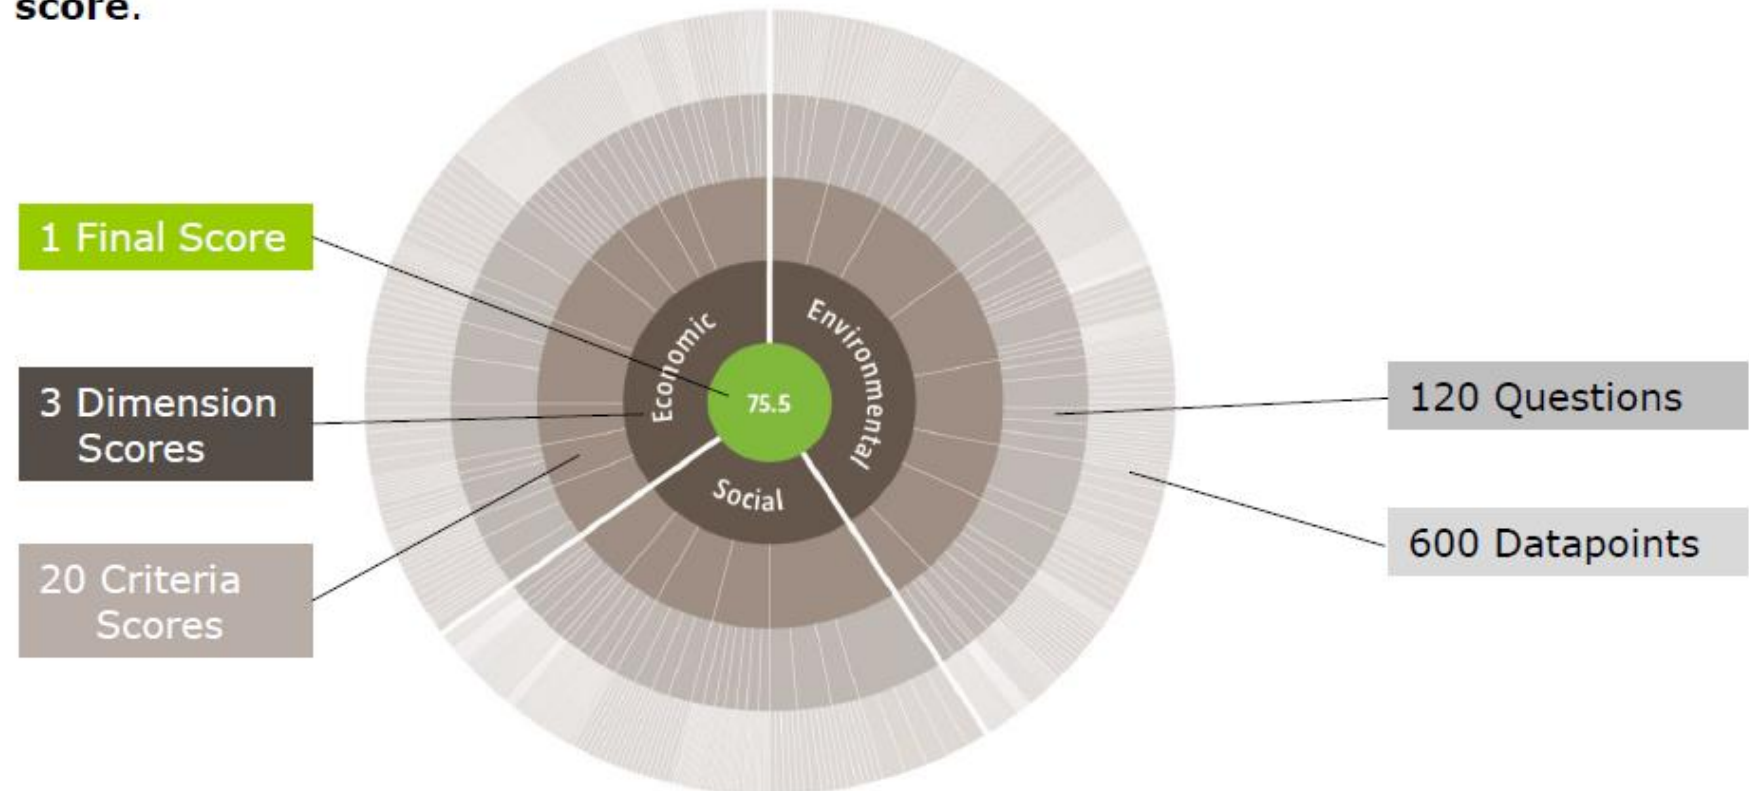 score.
1 Final Score
3 Dimension
Scores
20 Criteria
Scores
Economic
Environmental
Social
75.5
120 Questions
600 Datapoints